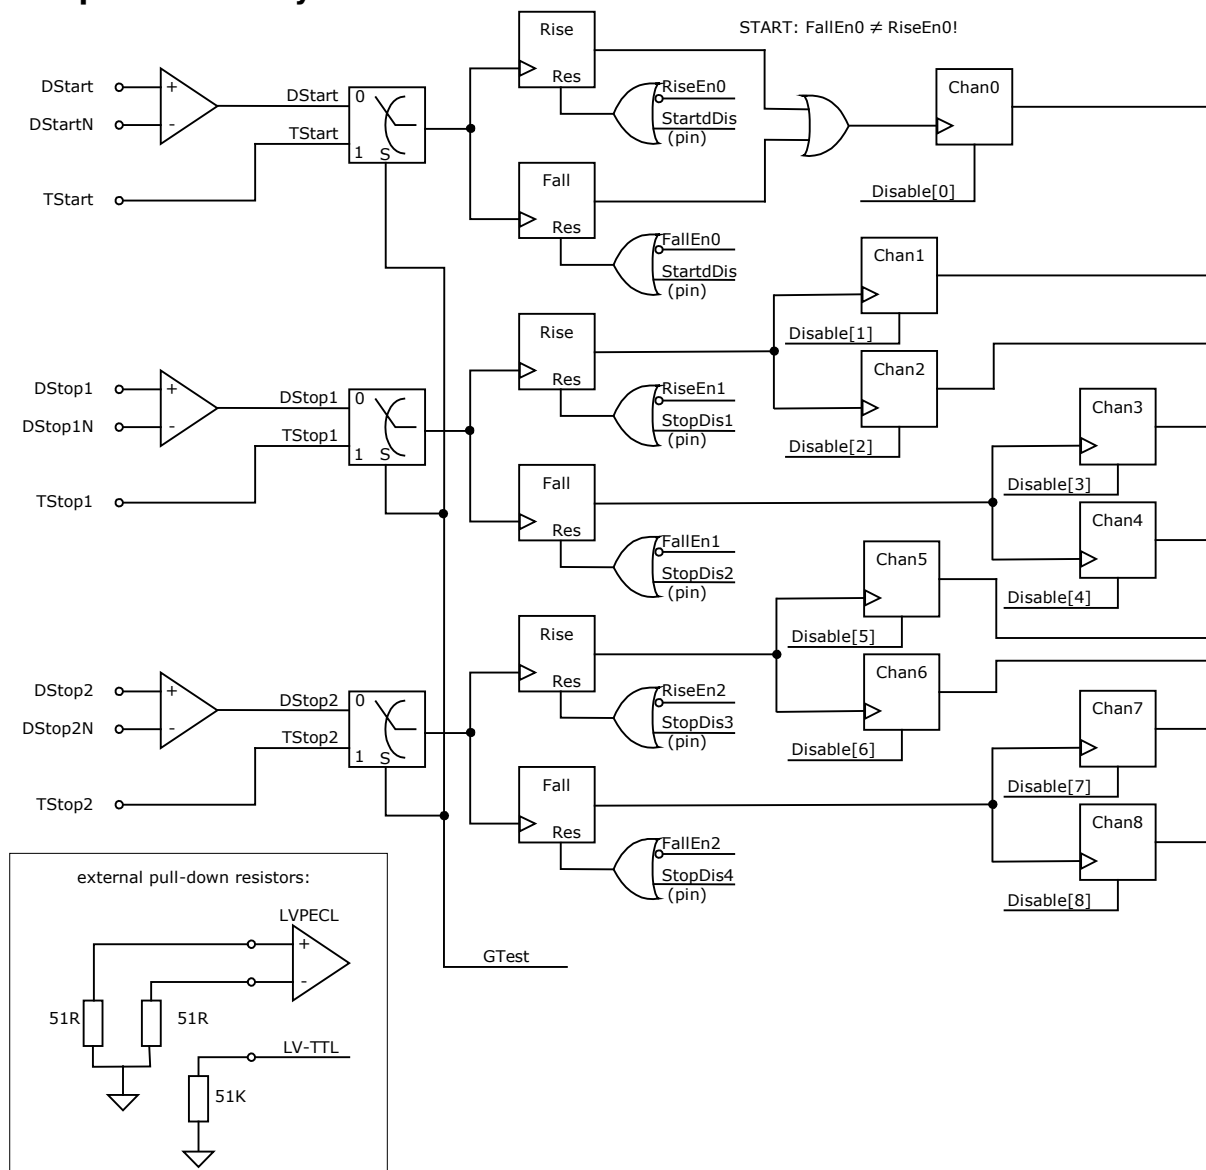 START: FallEn0 ≠ RiseEn0!
Rise
Res
RiseEn0
StartdDis
(pin)
Chan0
Disable[0]
DStart
DStartN
TStart
+
-
DStart
TStart
0
1
S
Fall
Res
FallEn0
StartdDis
(pin)
Chan1
Disable[1]
Rise
Res
RiseEn1
StopDis1
(pin)
Chan2
Disable[2]
DStop1
DStop1N
TStop1
+
-
DStop1
TStop1
0
1
S
Chan3
Disable[3]
Fall
Res
FallEn1
StopDis2
(pin)
Chan4
Disable[4]
Chan5
Disable[5]
Rise
Res
RiseEn2
StopDis3
(pin)
Chan6
Disable[6]
DStop2
DStop2N
TStop2
+
-
DStop2
TStop2
0
1
S
Chan7
Disable[7]
Fall
Res
FallEn2
StopDis4
(pin)
Chan8
Disable[8]
GTest
external pull-down resistors:
LVPECL
+
-
51R
51R
LV-TTL
51K